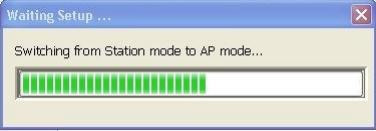 Waiting Setup ...
Switching from Station mode to AP mode...